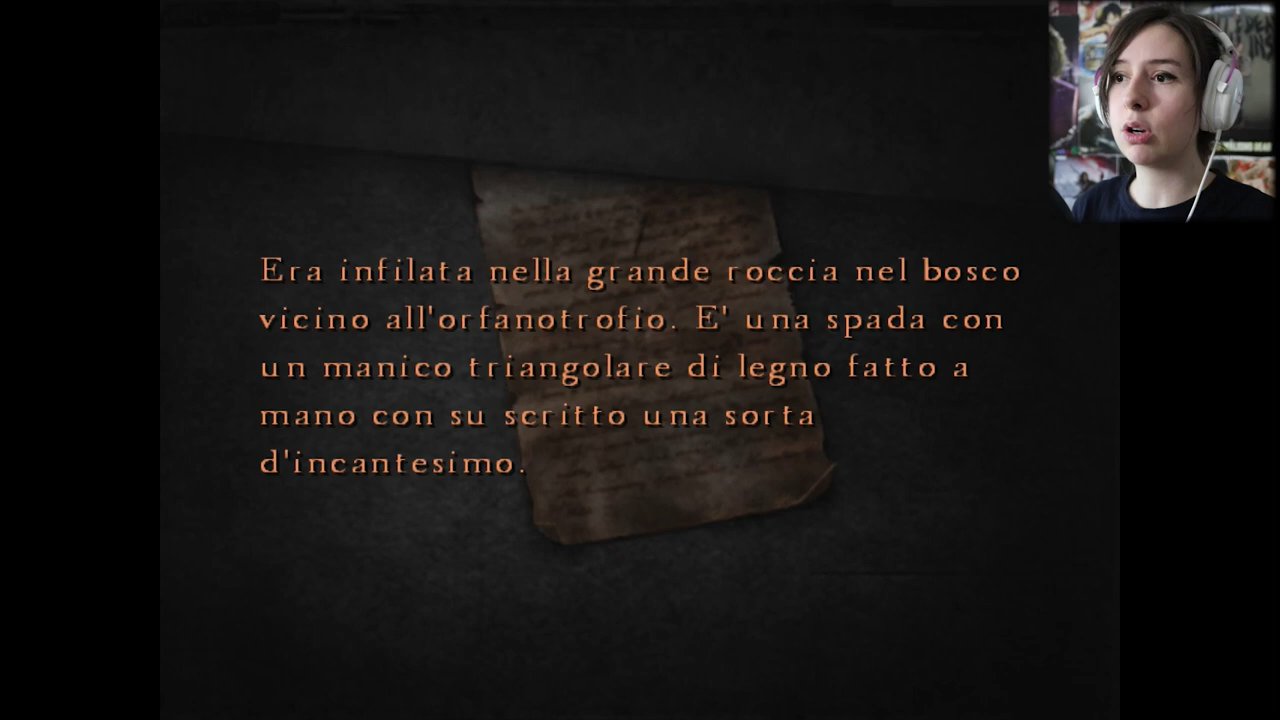 Era infilata nella grande roccia nel bosco
vicino all'orfanotrofio. E' una spada con
un manico triangolare di legno fatto a
mano con su scritto una sorta
d'incantesimo.